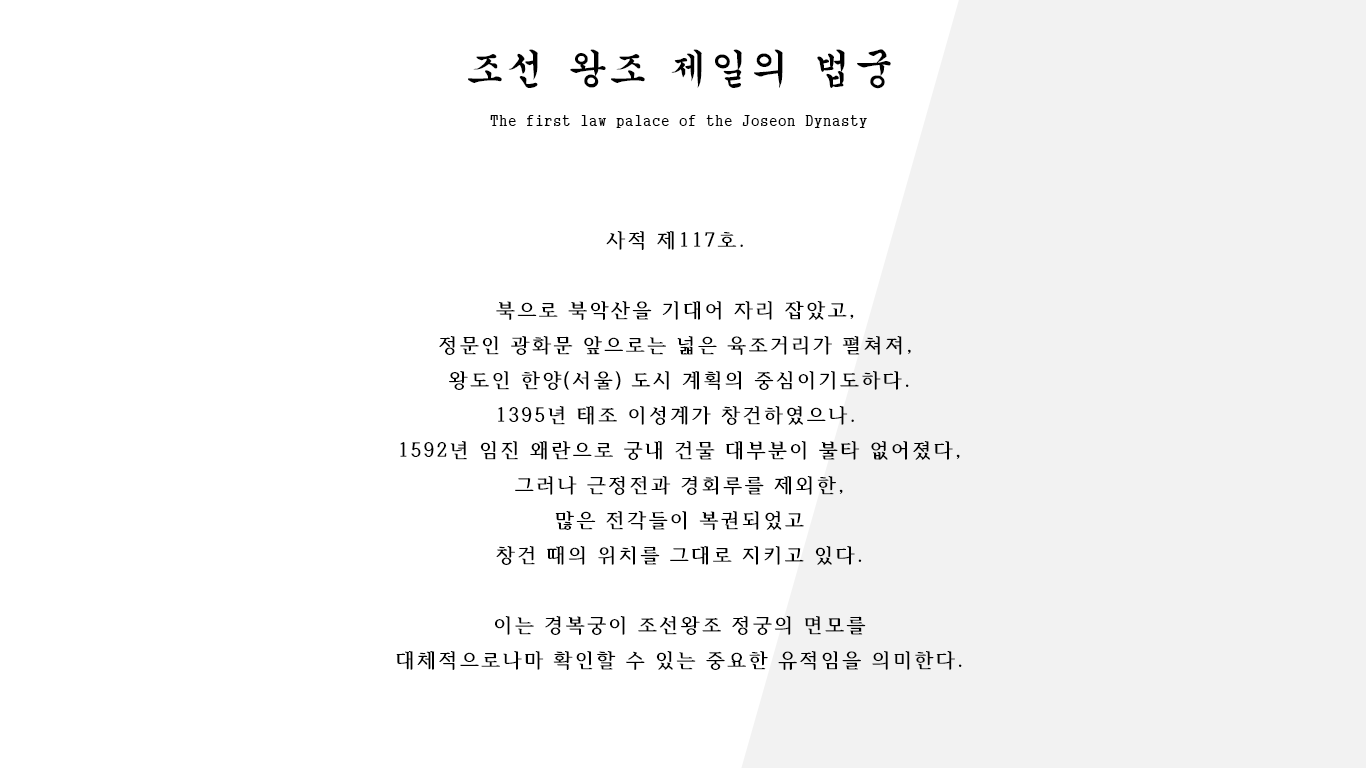 조선 왕조 제일의 법궁
The first law palace of the Joseon Dynasty
사적 제117호.
북으로 북악산을 기대어 자리 잡았고,
정문인 광화문 앞으로는 넓은 육조거리가 펼쳐져,
왕도인 한양(서울) 도시 계획의 중심이기도하다.
1395년 태조 이성계가 창건하였으나.
1592년 임진 왜란으로 궁내 건물 대부분이 불타 없어졌다,
그러나 근정전과 경회루를 제외한,
많은 전각들이 복권되었고
창건 때의 위치를 그대로 지키고 있다.
이는 경복궁이 조선왕조 정궁의 면모를
대체적으로나마 확인할 수 있는 중요한 유적임을 의미한다.